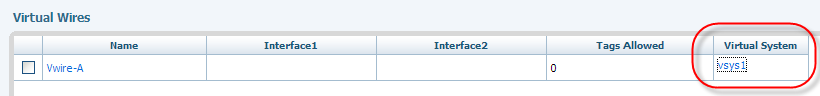 Virtual Wires
Name Interface1 Interface2 Tags Allowed Virtual System
Vwire-A 0 vsys1